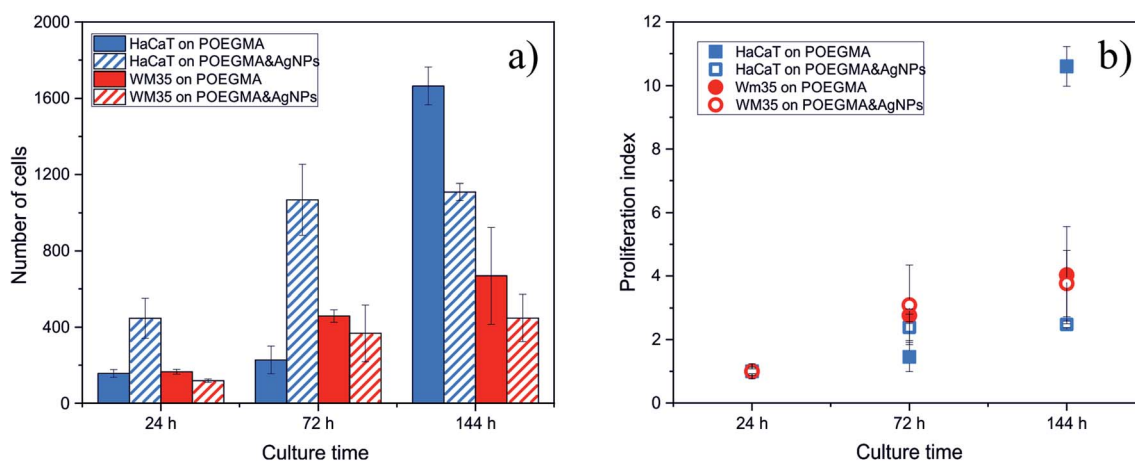 a)
HaCaT on POEGMA
HaCaT on POEGMA&AgNPs
WM35 on POEGMA
WM35 on POEGMA&AgNPs
Number of cells
2000
1600
1200
800
400
0
24 h
72 h
144 h
Culture time
b)
HaCaT on POEGMA
HaCaT on POEGMA&AgNPs
Wm35 on POEGMA
WM35 on POEGMA&AgNPs
Proliferation index
12
10
8
6
4
2
0
24 h
72 h
144 h
Culture time